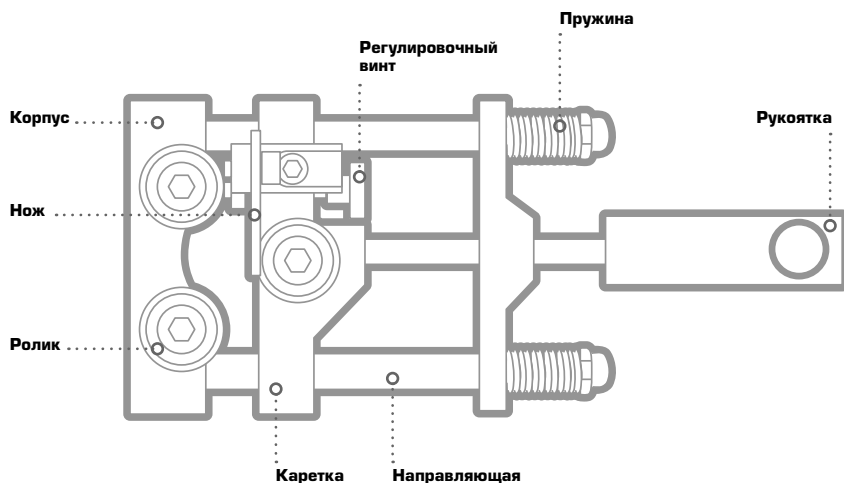 Пружина
Регулировочный
винт
Корпус
Рукоятка
Нож
Ролик
Каретка
Направляющая